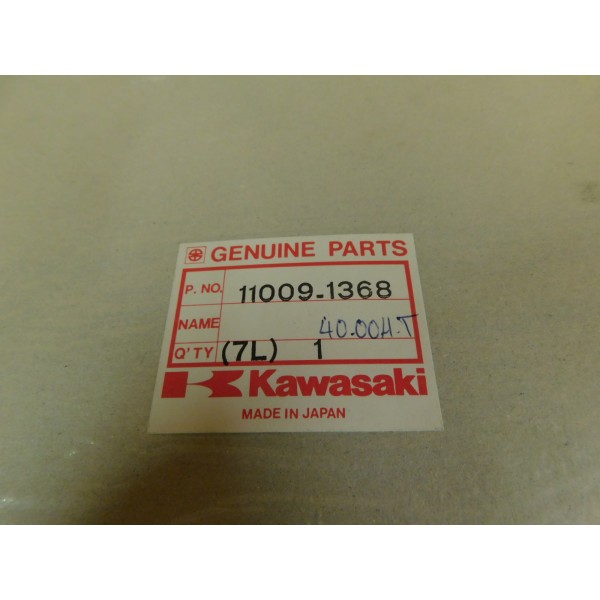 GENUINE PARTS
P. NO. 11009-1368
NAME 40.00H.T
Q'TY (7L) 1
Kawasaki
MADE IN JAPAN